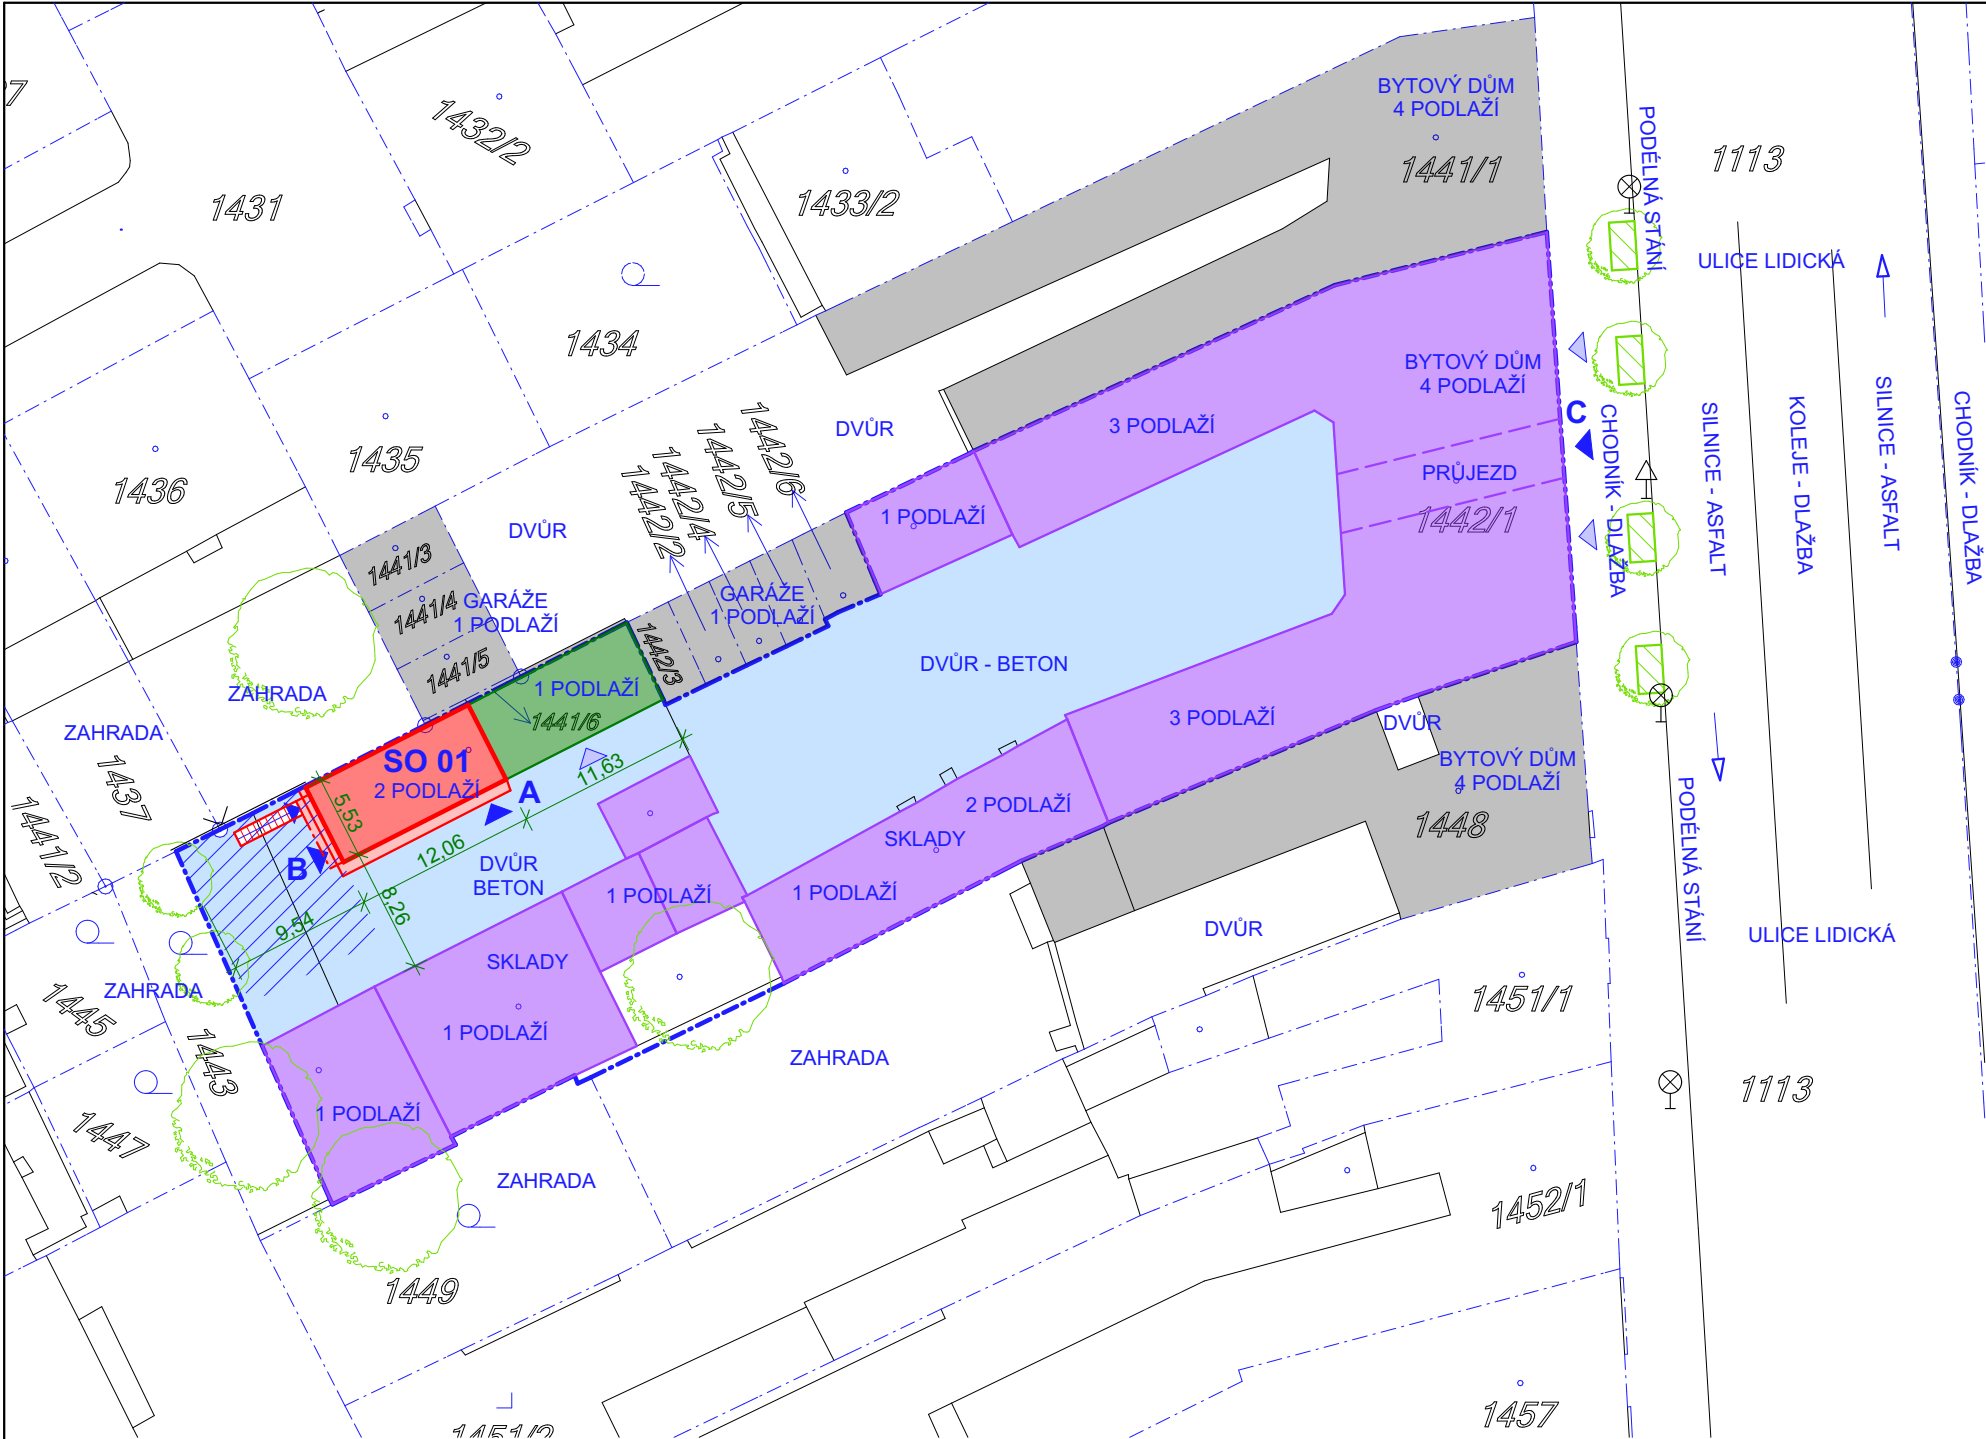 7
1432/2
1431
1433/2
BYTOVÝ DŮM
4 PODLAŽÍ
1441/1
PODÉLNÁ STÁNÍ
1113
ULICE LIDICKÁ
1434
1435
1436
DVŮR
3 PODLAŽÍ
BYTOVÝ DŮM
4 PODLAŽÍ
C
CHODNÍK - DLAŽBA
SILNICE - ASFALT
KOLEJE - DLAŽBA
SILNICE - ASFALT
CHODNÍK - DLAŽBA
PRŮJEZD
1442/1
1442/2
1442/4
1442/5
1442/6
1 PODLAŽÍ
DVŮR
1441/3
1441/4
1441/5
GARÁŽE
1 PODLAŽÍ
GARÁŽE
1 PODLAŽÍ
1442/3
DVŮR - BETON
1 PODLAŽÍ
1441/6
ZAHRADA
ZAHRADA
1437
1441/2
SO 01
2 PODLAŽÍ
5,53
A
11,63
12,06
B
DVŮR
BETON
8,26
9,54
3 PODLAŽÍ
DVŮR
BYTOVÝ DŮM
4 PODLAŽÍ
1448
2 PODLAŽÍ
SKLADY
1 PODLAŽÍ
1 PODLAŽÍ
PODÉLNÁ STÁNÍ
ULICE LIDICKÁ
DVŮR
SKLADY
1 PODLAŽÍ
ZAHRADA
1445
1443
1447
1 PODLAŽÍ
ZAHRADA
ZAHRADA
1451/1
1113
1452/1
1449
1451/2
1457